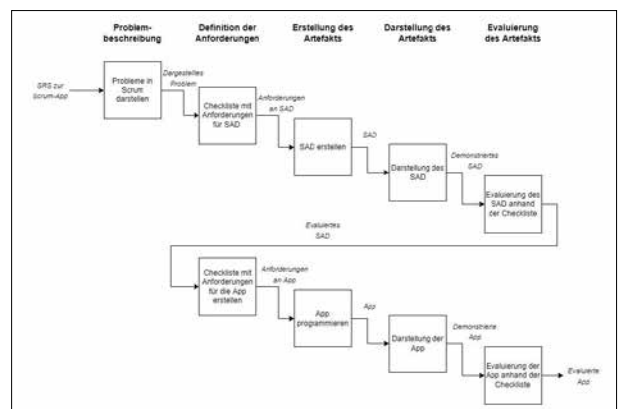 Problem-
beschreibung
Definition der
Anforderungen
Erstellung des
Artefakts
Darstellung des
Artefakts
Evaluierung
des Artefakts
SRS zur
Scrum-App
Probleme in
Scrum
darstellen
Dargestelltes
Problem
Checkliste mit
Anforderungen
für SAD
Anforderungen
an SAD
SAD erstellen
SAD
Darstellung des
SAD
Demonstriertes
SAD
Evaluierung des
SAD anhand
der Checkliste
Evaluiertes
SAD
Checkliste mit
Anforderungen
für die App
erstellen
Anforderungen
an App
App
programmieren
App
Darstellung der
App
Demonstrierte
App
Evaluierung der
App anhand der
Checkliste
Evaluierte
App